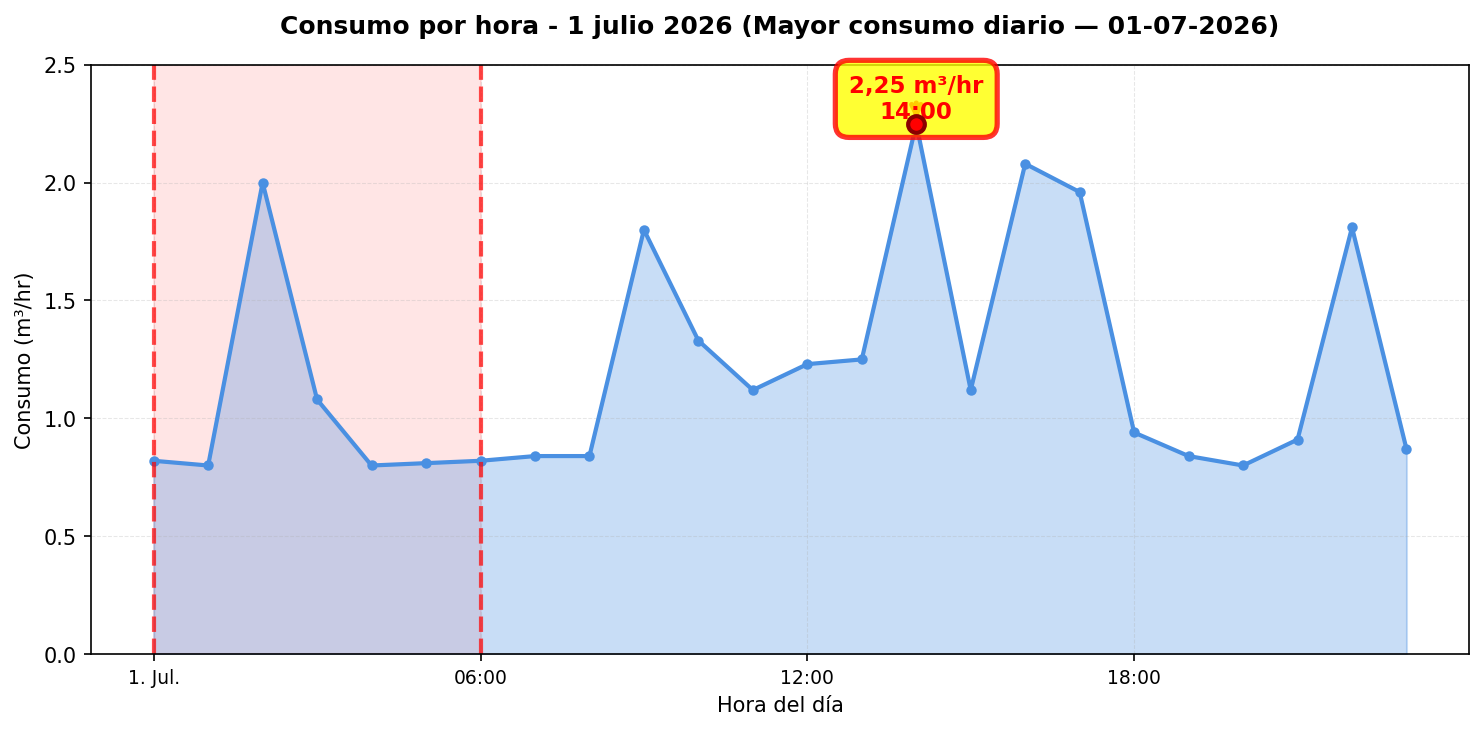 Consumo por hora - 1 julio 2026 (Mayor consumo diario — 01-07-2026)
2,25 m³/hr
14:00
Consumo (m³/hr)
2.5
2.0
1.5
1.0
0.5
0.0
1. Jul.
06:00
12:00
18:00
Hora del día